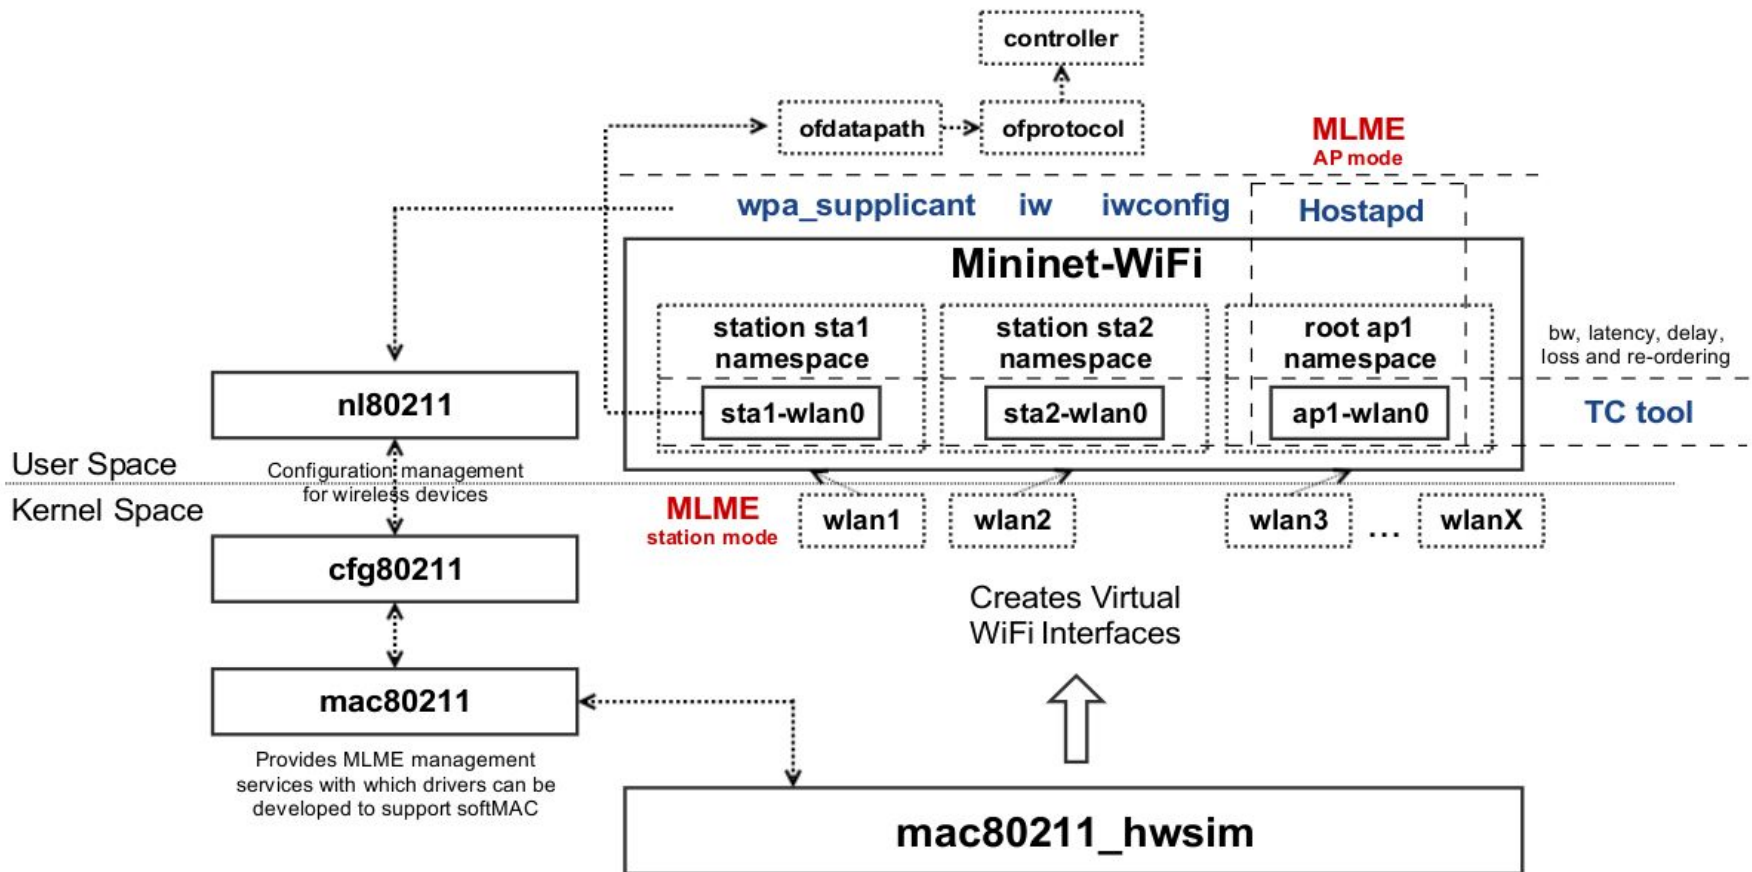 controller
ofdatapath
ofprotocol
MLME
AP mode
wpa_supplicant iw iwconfig Hostapd
Mininet-WiFi
station sta1
namespace
station sta2
namespace
root ap1
namespace
bw, latency, delay,
loss and re-ordering
nl80211
sta1-wlan0
sta2-wlan0
ap1-wlan0
TC tool
User Space
Configuration management
for wireless devices
Kernel Space
MLME
station mode
wlan1
wlan2
wlan3
...
wlanX
cfg80211
Creates Virtual
WiFi Interfaces
mac80211
Provides MLME management
services with which drivers can be
developed to support softMAC
mac80211_hwsim